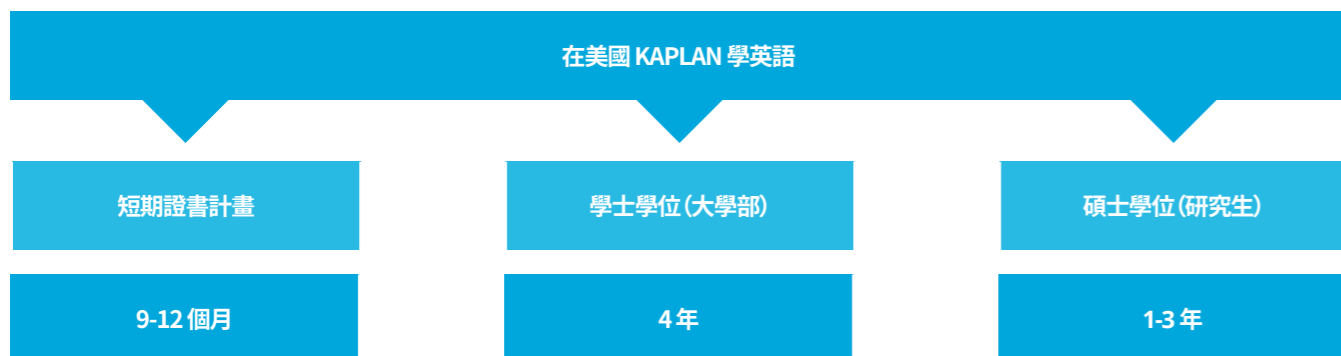 在美國 KAPLAN 學英語
短期證書計畫
學士學位(大學部)
碩士學位(研究生)
9-12 個月
4 年
1-3 年